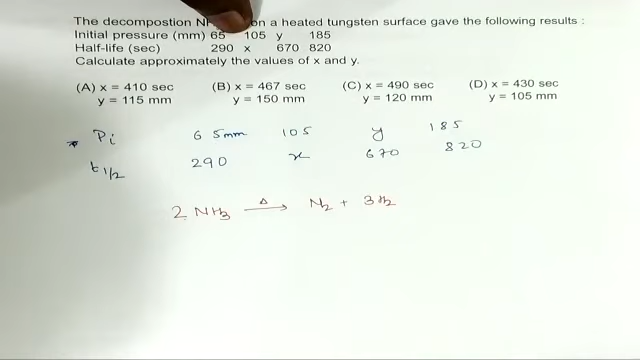 The decompostion NH on a heated tungsten surface gave the following results :
Initial pressure (mm) 65 105 y 185
Half-life (sec) 290 x 670 820
Calculate approximately the values of x and y.
(A) x = 410 sec (B) x = 467 sec (C) x = 490 sec (D) x = 430 sec
y = 115 mm y = 150 mm y = 120 mm y = 105 mm
Pi 65mm 105 y 185
t1/2 290 x 670 820
2 NH3 Δ→ N2 + 3H2